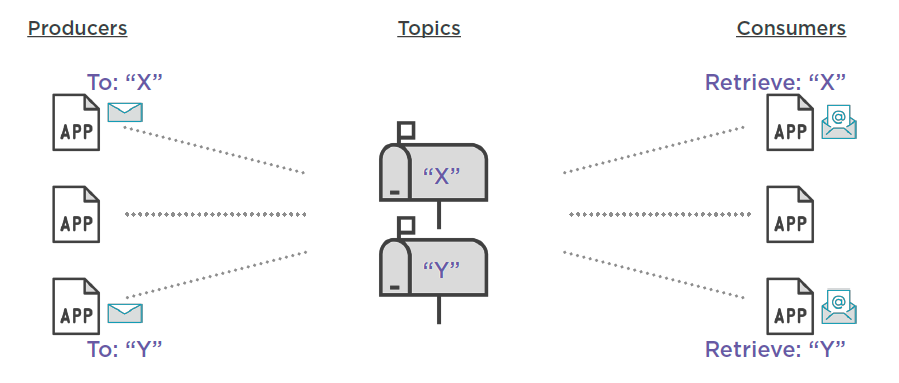 Producers
Topics
Consumers
To: “X”
Retrieve: “X”
APP
APP
“X”
APP
APP
“Y”
APP
APP
To: “Y”
Retrieve: “Y”